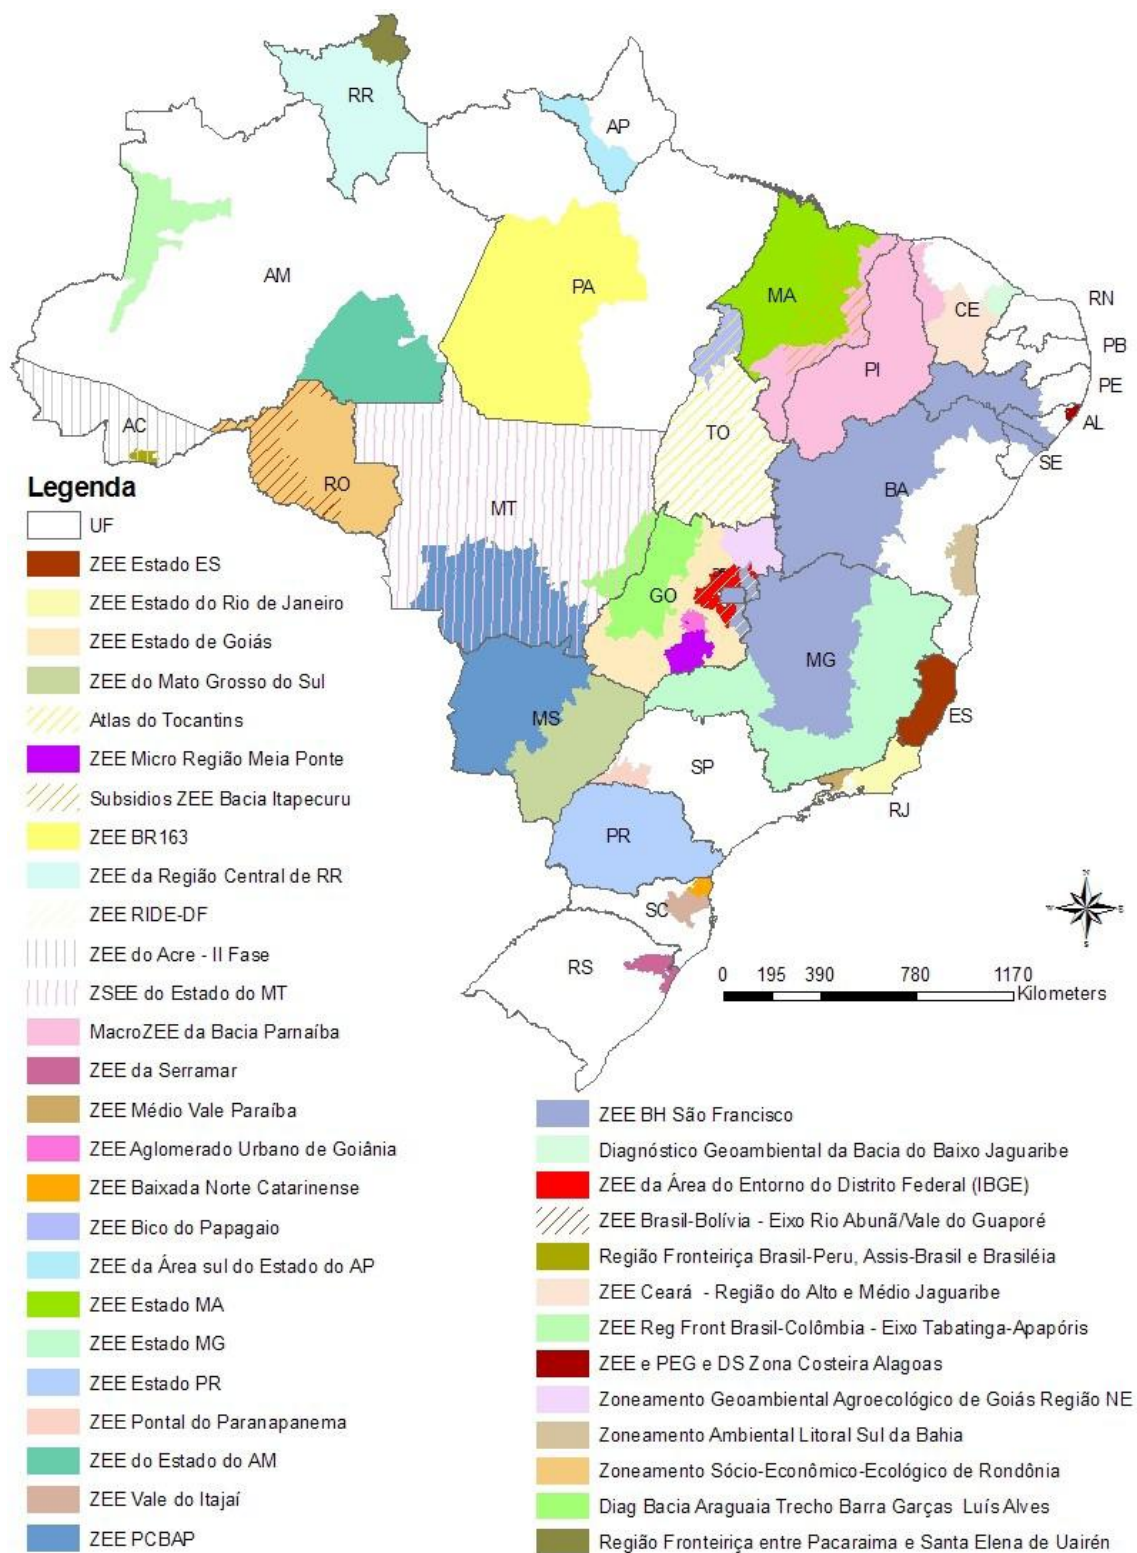 RR
AP
AM
PA
MA
CE
RN
PB
PE
AL
SE
PI
TO
AC
RO
MT
BA
GO
MG
ES
MS
SP
RJ
PR
SC
RS
N
W
E
S
0 195 390 780 1170
Kilometers
Legenda
UF
ZEE Estado ES
ZEE Estado do Rio de Janeiro
ZEE Estado de Goiás
ZEE do Mato Grosso do Sul
Atlas do Tocantins
ZEE Micro Região Meia Ponte
Subsidios ZEE Bacia Itapecuru
ZEE BR163
ZEE da Região Central de RR
ZEE RIDE-DF
ZEE do Acre - II Fase
ZSEE do Estado do MT
MacroZEE da Bacia Parnaíba
ZEE da Serramar
ZEE Médio Vale Paraíba
ZEE Aglomerado Urbano de Goiânia
ZEE Baixada Norte Catarinense
ZEE Bico do Papagaio
ZEE da Área sul do Estado do AP
ZEE Estado MA
ZEE Estado MG
ZEE Estado PR
ZEE Pontal do Paranapanema
ZEE do Estado do AM
ZEE Vale do Itajaí
ZEE PCBAP
ZEE BH São Francisco
Diagnóstico Geoambiental da Bacia do Baixo Jaguaribe
ZEE da Área do Entorno do Distrito Federal (IBGE)
ZEE Brasil-Bolívia - Eixo Rio Abunã/Vale do Guaporé
Região Fronteiriça Brasil-Peru, Assis-Brasil e Brasiléia
ZEE Ceará - Região do Alto e Médio Jaguaribe
ZEE Reg Front Brasil-Colômbia - Eixo Tabatinga-Apapóris
ZEE e PEG e DS Zona Costeira Alagoas
Zoneamento Geoambiental Agroecológico de Goiás Região NE
Zoneamento Ambiental Litoral Sul da Bahia
Zoneamento Sócio-Econômico-Ecológico de Rondônia
Diag Bacia Araguaia Trecho Barra Garças Luís Alves
Região Fronteiriça entre Pacaraima e Santa Elena de Uairén